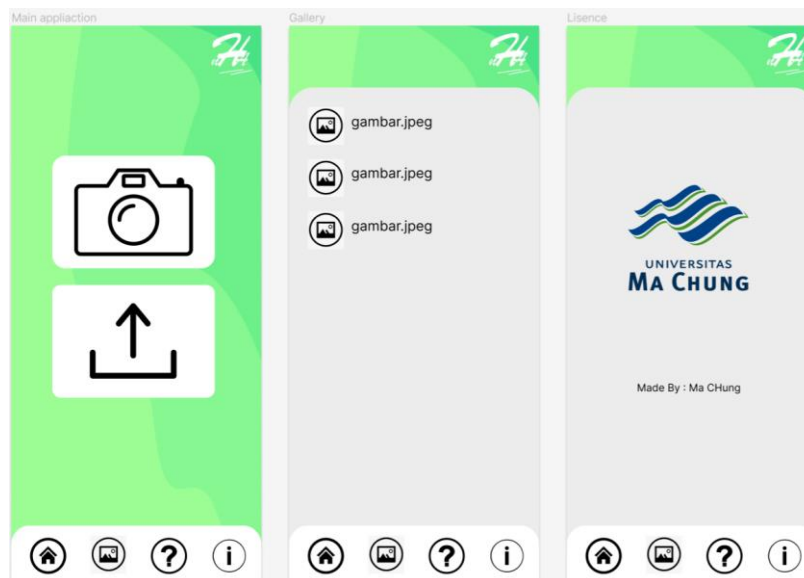 Main appliaction
Gallery
Lisence
gambar.jpeg
gambar.jpeg
gambar.jpeg
UNIVERSITAS
MA CHUNG
Made By : Ma CHung